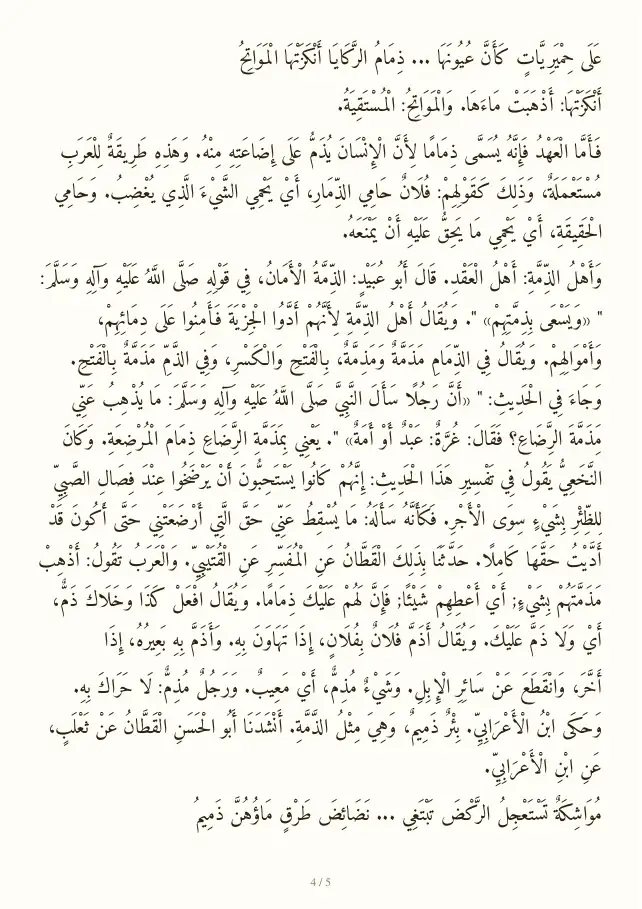 عَلَى حِمْيَرِيَّاتٍ كَأَنَّ عُيُونَهَا ... ذِمَامُ الرَّكَايَا أَنْكَزَتْهَا الْمَوَاتِحُ
أَنْكَزَتْهَا: أَذْهَبَتْ مَاءَهَا. وَالْمَوَاتِحُ: الْمُسْتَقِيَةُ.
فَأَمَّا الْعَهْدُ فَإِنَّهُ يُسَمَّى ذِمَامًا لِأَنَّ الْإِنْسَانَ يُذَمُّ عَلَى إِضَاعَتِهِ مِنْهُ. وَهَذِهِ طَرِيقَةٌ لِلْعَرَبِ
مُسْتَعْمَلَةٌ، وَذَلِكَ كَقَوْلِهِمْ: فُلَانٌ حَامِي الذِّمَارِ، أَيْ يَحْمِي الشَّيْءَ الَّذِي يُغْضِبُ. وَحَامِي
الْحَقِيقَةِ، أَيْ يَحْمِي مَا يَحِقُّ عَلَيْهِ أَنْ يَمْنَعَهُ.
وَأَهْلُ الذِّمَّةِ: أَهْلُ الْعَقْدِ. قَالَ أَبُو عُبَيْدٍ: الذِّمَّةُ الْأَمَانُ، فِي قَوْلِهِ صَلَّى اللَّهُ عَلَيْهِ وَآلِهِ وَسَلَّمَ:
" «وَيَسْعَى بِذِمَّتِهِمْ» ". وَيُقَالُ أَهْلُ الذِّمَّةِ لِأَنَّهُمْ أَدَّوُا الْجِزْيَةَ فَأَمِنُوا عَلَى دِمَائِهِمْ،
وَأَمْوَالِهِمْ. وَيُقَالُ فِي الذِّمَامِ مَذَمَّةٌ وَمَذِمَّةٌ، بِالْفَتْحِ وَالْكَسْرِ، وَفِي الذَّمِّ مَذَمَّةٌ بِالْفَتْحِ.
وَجَاءَ فِي الْحَدِيثِ: " «أَنَّ رَجُلًا سَأَلَ النَّبِيَّ صَلَّى اللَّهُ عَلَيْهِ وَآلِهِ وَسَلَّمَ: مَا يُذْهِبُ عَنِّي
مَذَمَّةَ الرَّضَاعِ؟ فَقَالَ: غُرَّةٌ: عَبْدٌ أَوْ أَمَةٌ» ". يَعْنِي بِمَذَمَّةِ الرَّضَاعِ ذِمَامَ الْمُرْضِعَةِ. وَكَانَ
النَّخَعِيُّ يَقُولُ فِي تَفْسِيرِ هَذَا الْحَدِيثِ: إِنَّهُمْ كَانُوا يَسْتَحِبُّونَ أَنْ يَرْضَخُوا عِنْدَ فِصَالِ الصَّبِيِّ
لِلظِّئْرِ بِشَيْءٍ سِوَى الْأَجْرِ. فَكَأَنَّهُ سَأَلَهُ: مَا يُسْقِطُ عَنِّي حَقَّ الَّتِي أَرْضَعَتْنِي حَتَّى أَكُونَ قَدْ
أَدَّيْتُ حَقَّهَا كَامِلًا. حَدَّثَنَا بِذَلِكَ الْقَطَّانُ عَنِ الْمُفَسِّرِ عَنِ الْقُتَيْبِيِّ. وَالْعَرَبُ تَقُولُ: أَذْهِبْ
مَذَمَّتَهُمْ بِشَيْءٍ; أَيْ أَعْطِهِمْ شَيْئًا; فَإِنَّ لَهُمْ عَلَيْكَ ذِمَامًا. وَيُقَالُ افْعَلْ كَذَا وَخَلَاكَ ذَمٌّ،
أَيْ وَلَا ذَمَّ عَلَيْكَ. وَيُقَالُ أَذَمَّ فُلَانٌ بِفُلَانٍ، إِذَا تَهَاوَنَ بِهِ. وَأَذَمَّ بِهِ بَعِيرُهُ، إِذَا
أَخَّرَ، وَانْقَطَعَ عَنْ سَائِرِ الْإِبِلِ. وَشَيْءٌ مُذِمٌّ، أَيْ مَعِيبٌ. وَرَجُلٌ مُذِمٌّ: لَا حَرَاكَ بِهِ.
وَحَكَى ابْنُ الْأَعْرَابِيِّ. بِئْرٌ ذَمِيمٌ، وَهِيَ مِثْلُ الذَّمَّةِ. أَنْشَدَنَا أَبُو الْحَسَنِ الْقَطَّانُ عَنْ ثَعْلَبٍ،
عَنِ ابْنِ الْأَعْرَابِيِّ.
مُوَاشِكَةٌ تَسْتَعْجِلُ الرَّكْضَ تَبْتَغِي ... نَضَائِضَ طَرْقٍ مَاؤُهُنَّ ذَمِيمُ
4 / 5